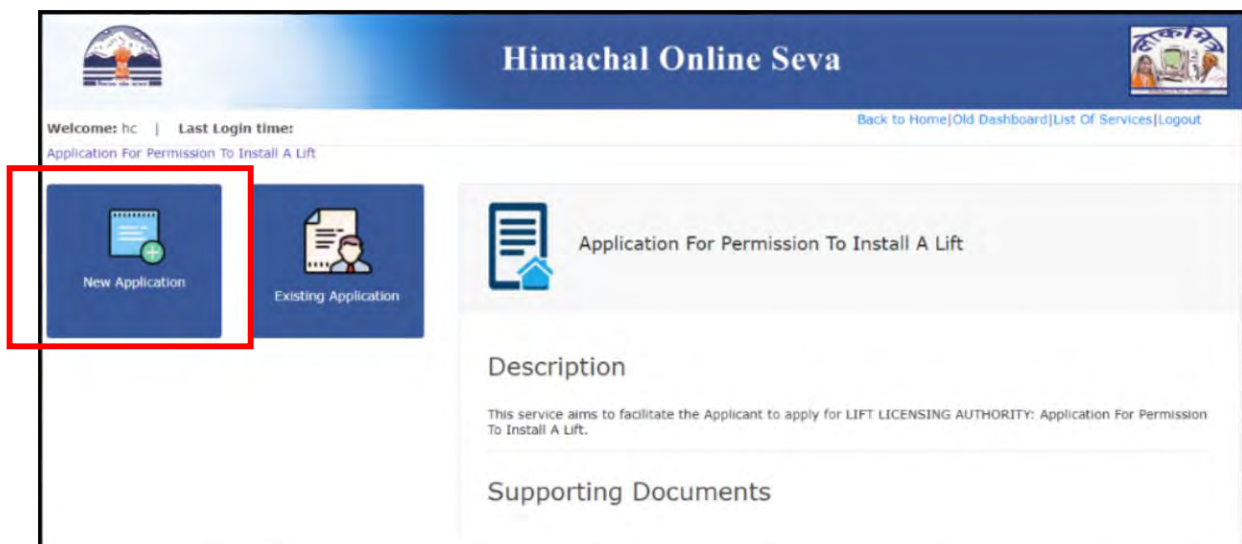 Himachal Online Seva
लोकमित्र
Welcome: hc | Last Login time:
Back to Home|Old Dashboard|List Of Services|Logout
Application For Permission To Install A Lift
New Application
Existing Application
Application For Permission To Install A Lift
Description
This service aims to facilitate the Applicant to apply for LIFT LICENSING AUTHORITY: Application For Permission
To Install A Lift.
Supporting Documents